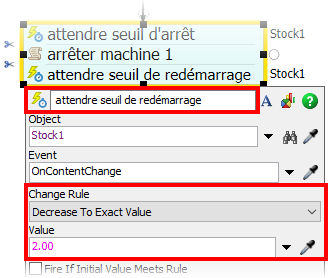 attendre seuil d'arrêt Stock1
arrêter machine 1
attendre seuil de redémarrage Stock1
attendre seuil de redémarrage A ?
Object
Stock1
Event
OnContentChange
Change Rule
Decrease To Exact Value
Value
2.00
Fire If Initial Value Meets Rule